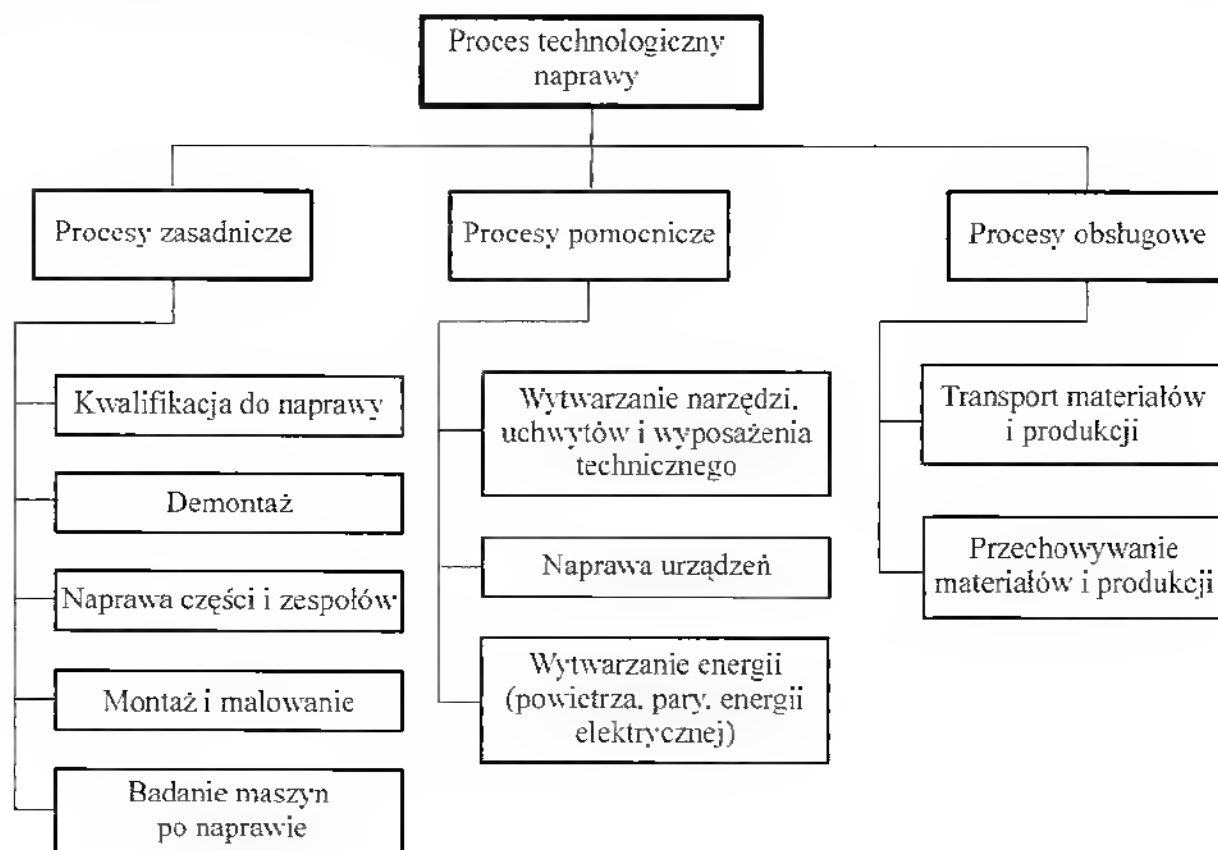 Proces technologiczny
naprawy
Procesy zasadnicze
Procesy pomocnicze
Procesy obsługowe
Kwalifikacja do naprawy
Demontaż
Naprawa części i zespołów
Montaż i malowanie
Badanie maszyn
po naprawie
Wytwarzanie narzędzi,
uchwytów i wyposażenia
technicznego
Naprawa urządzeń
Wytwarzanie energii
(powietrza, pary, energii
elektrycznej)
Transport materiałów
i produkcji
Przechowywanie
materiałów i produkcji